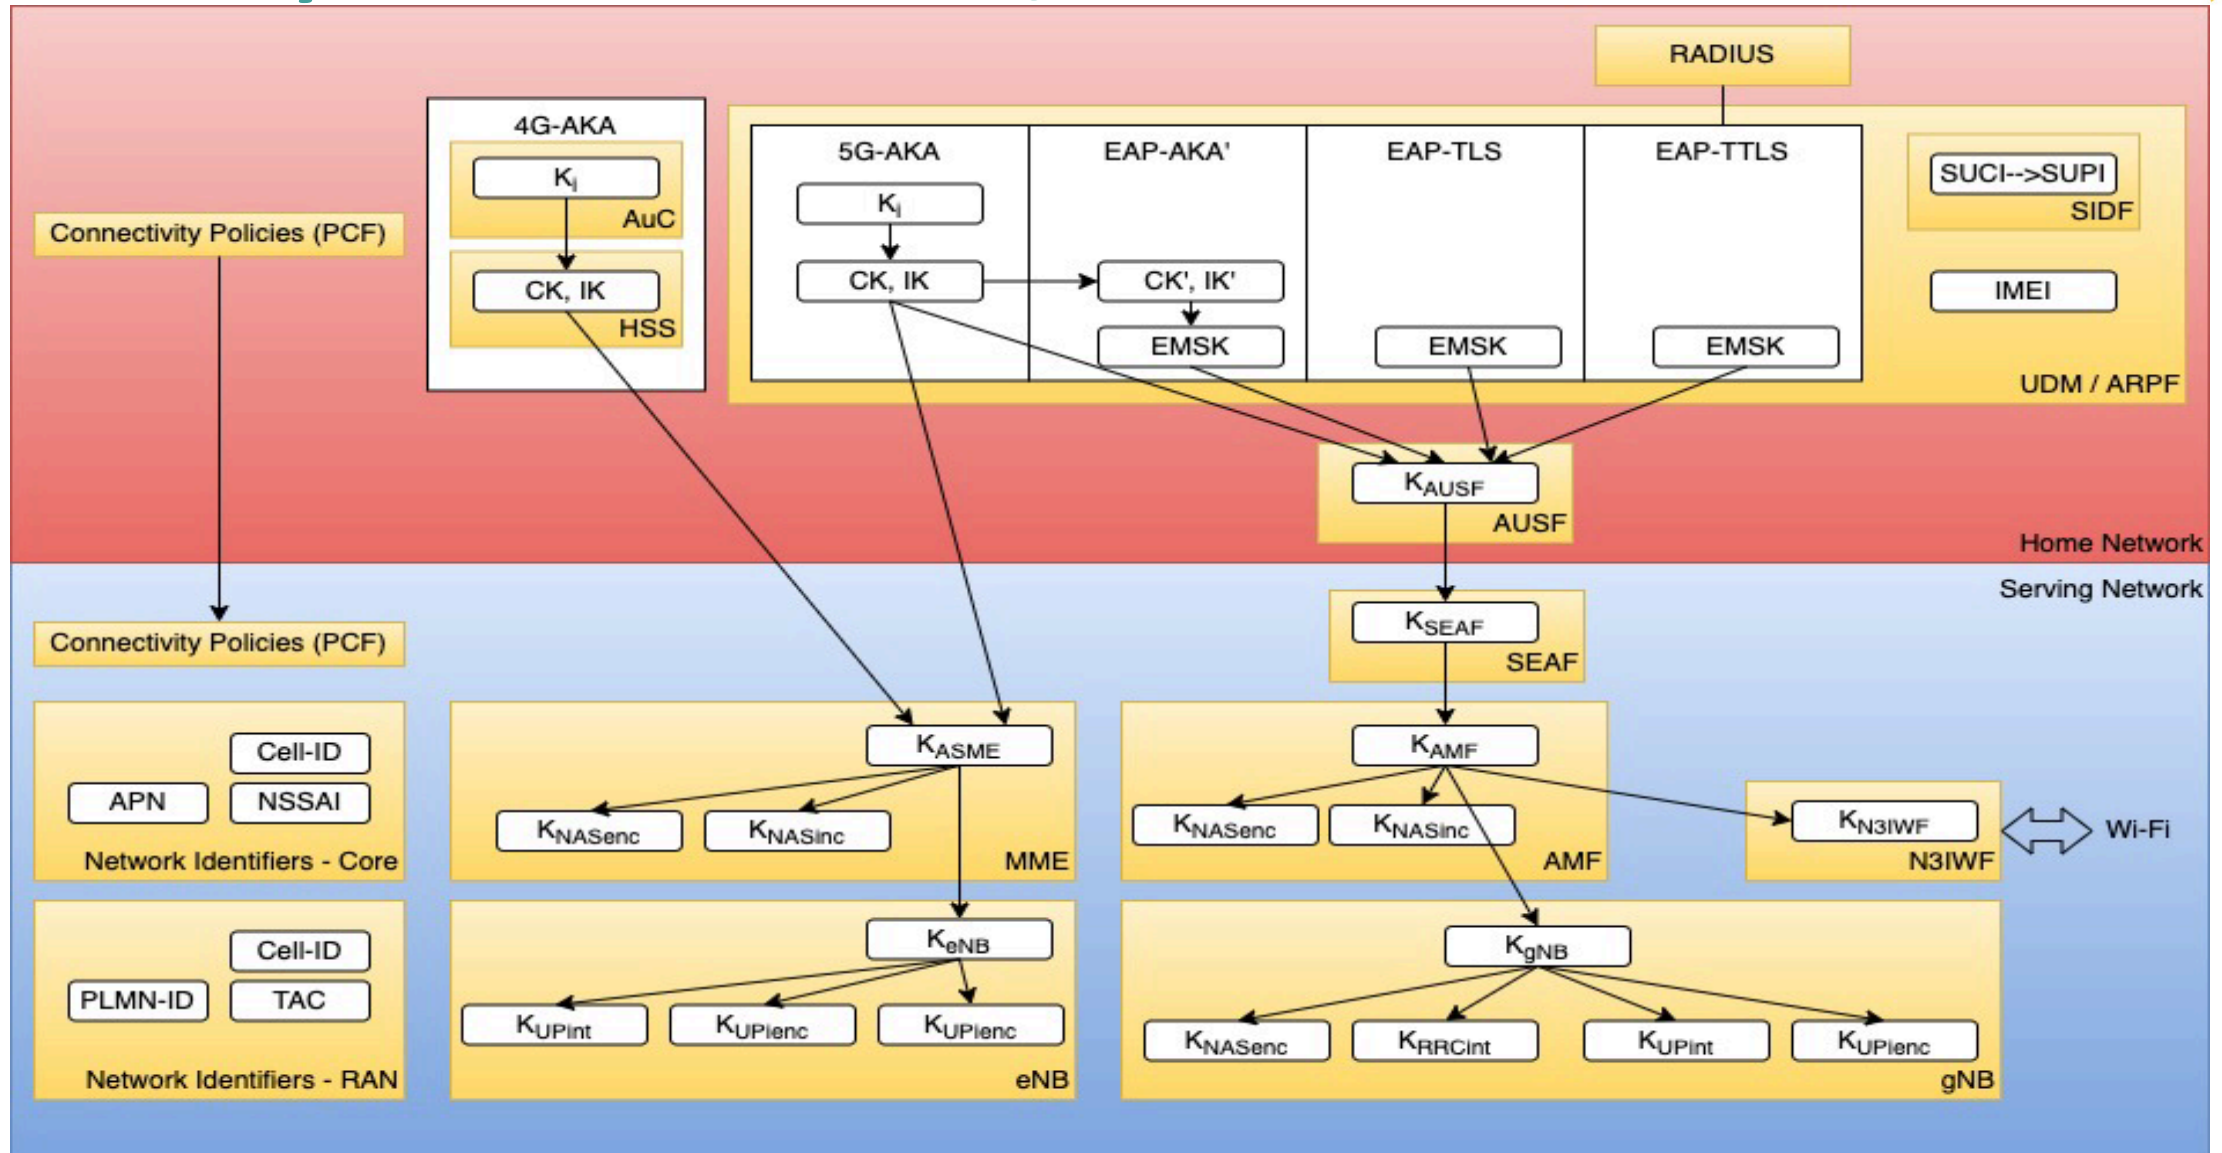 RADIUS
4G-AKA
Ki
AuC
CK, IK
HSS
5G-AKA
EAP-AKA'
EAP-TLS
EAP-TTLS
Ki
CK, IK
CK', IK'
EMSK
EMSK
EMSK
SUCI-->SUPI
SIDF
IMEI
UDM / ARPF
Connectivity Policies (PCF)
KAUSF
AUSF
Home Network
Serving Network
Connectivity Policies (PCF)
KSEAF
SEAF
Cell-ID
APN
NSSAI
Network Identifiers - Core
KASME
KNASenc
KNASinc
MME
KAMF
KNASenc
KNASinc
AMF
KN3IWF
N3IWF
Wi-Fi
Cell-ID
PLMN-ID
TAC
Network Identifiers - RAN
KeNB
KUPint
KUPienc
KUPienc
eNB
KgNB
KNASenc
KRRCint
KUPint
KUPienc
gNB